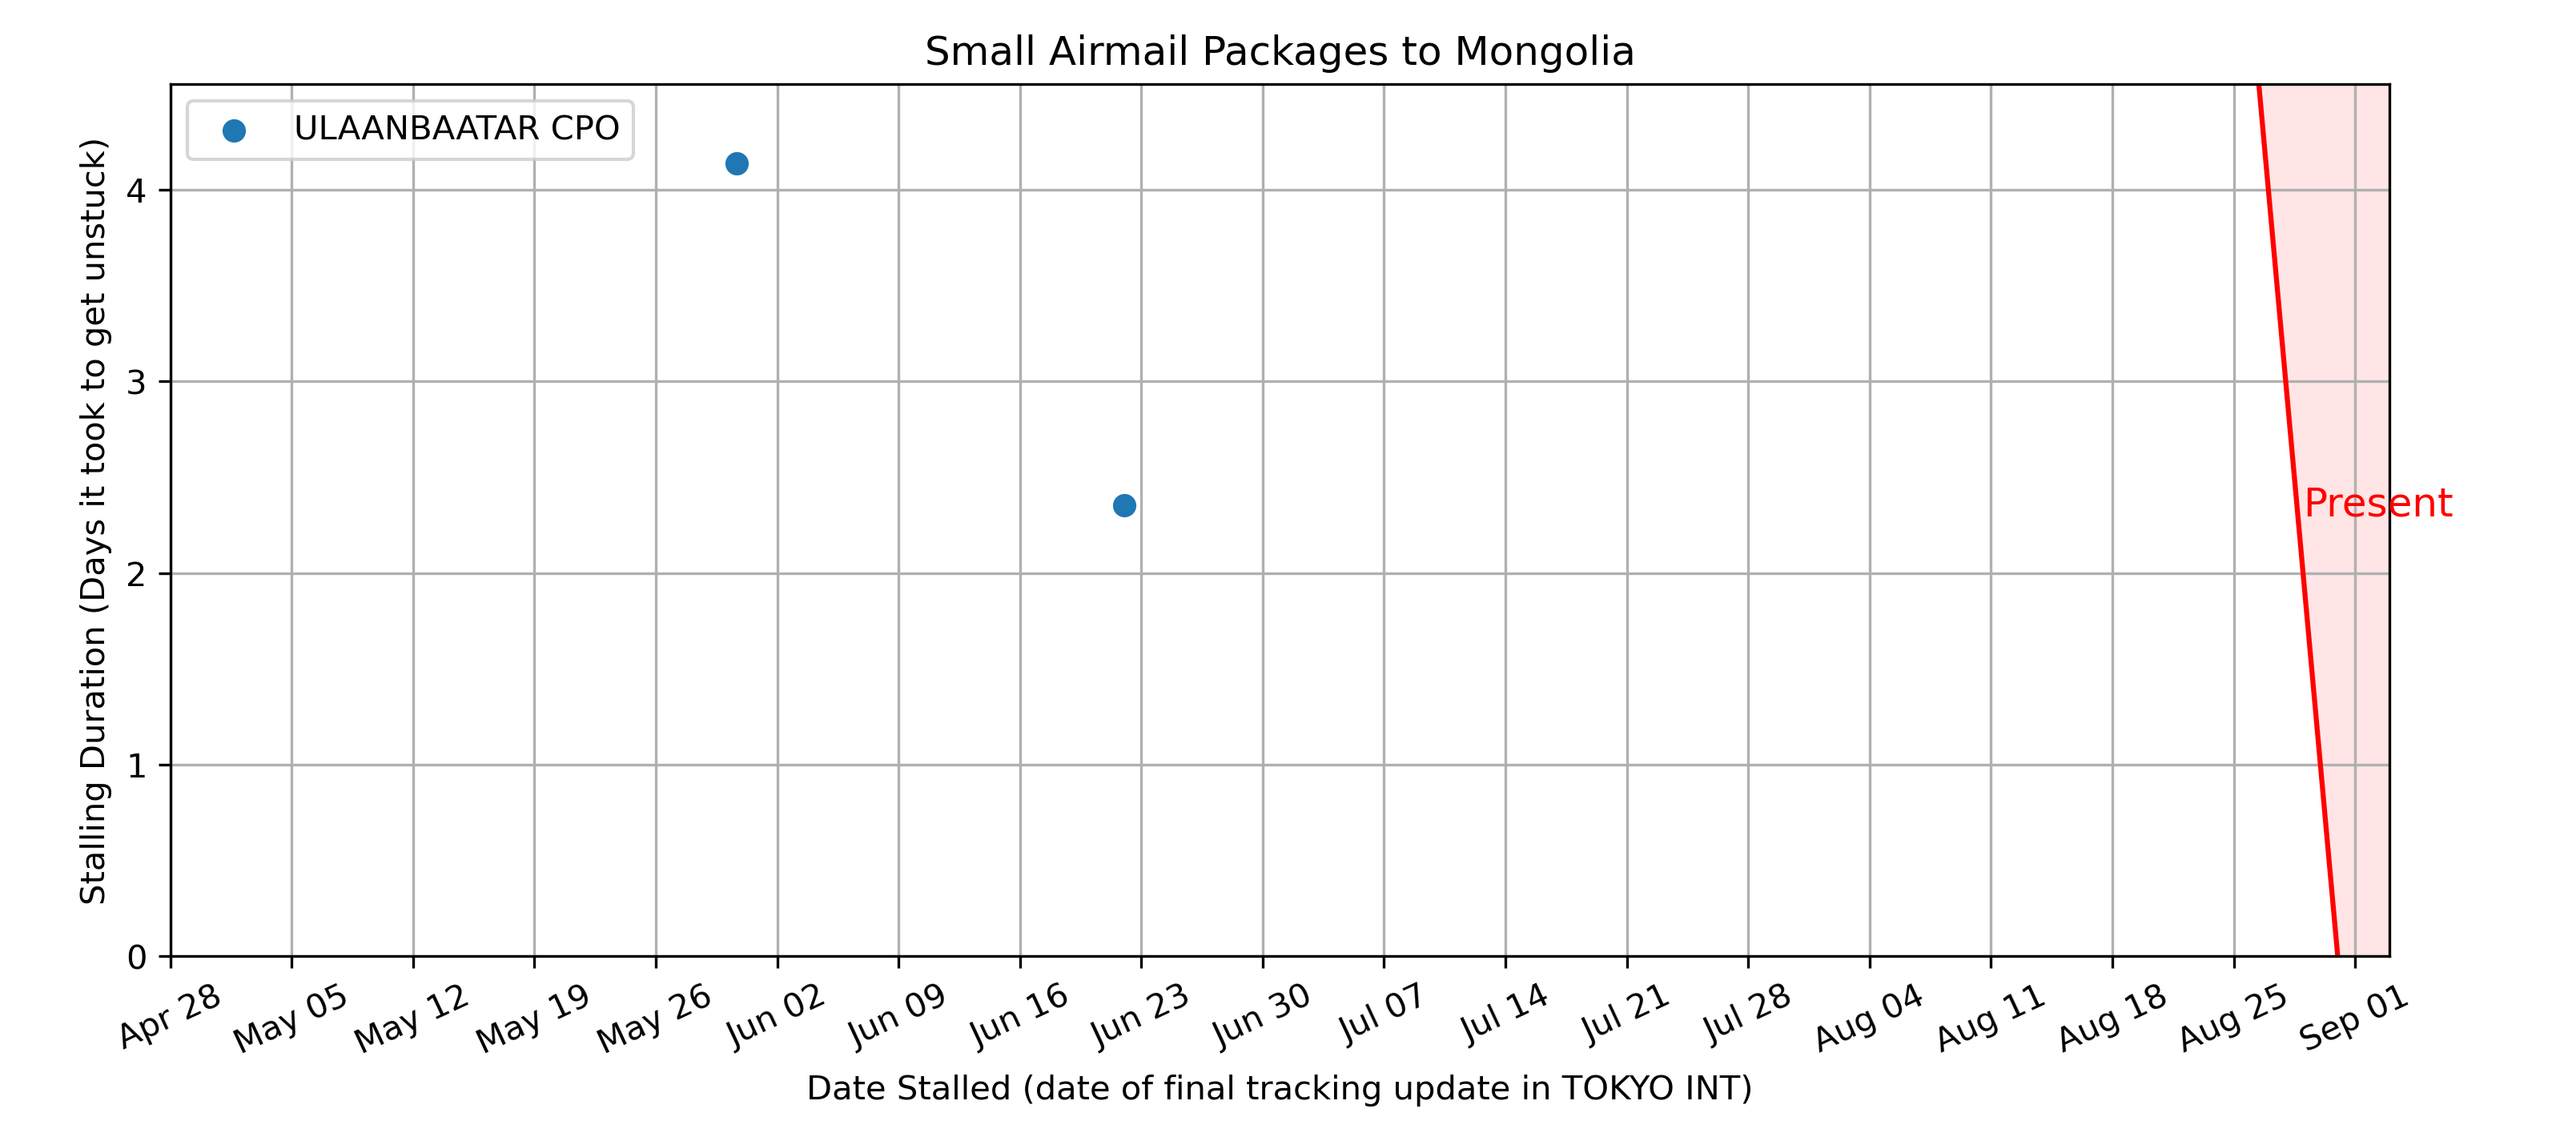 Small Airmail Packages to Mongolia
ULAANBAATAR CPO
Stalling Duration (Days it took to get unstuck)
4
3
2
1
0
Present
Apr 28
May 05
May 12
May 19
May 26
Jun 02
Jun 09
Jun 16
Jun 23
Jun 30
Jul 07
Jul 14
Jul 21
Jul 28
Aug 04
Aug 11
Aug 18
Aug 25
Sep 01
Date Stalled (date of final tracking update in TOKYO INT)